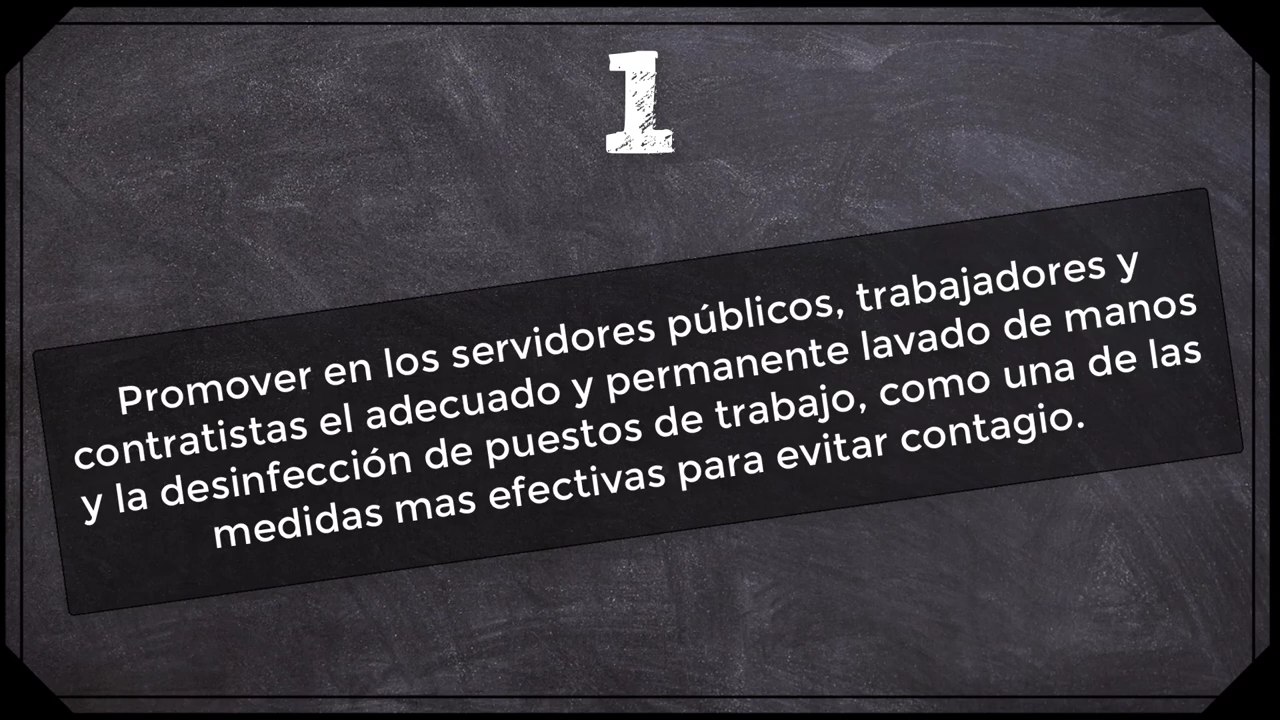 1
Promover en los servidores públicos, trabajadores y
contratistas el adecuado y permanente lavado de manos
y la desinfección de puestos de trabajo, como una de las
medidas mas efectivas para evitar contagio.